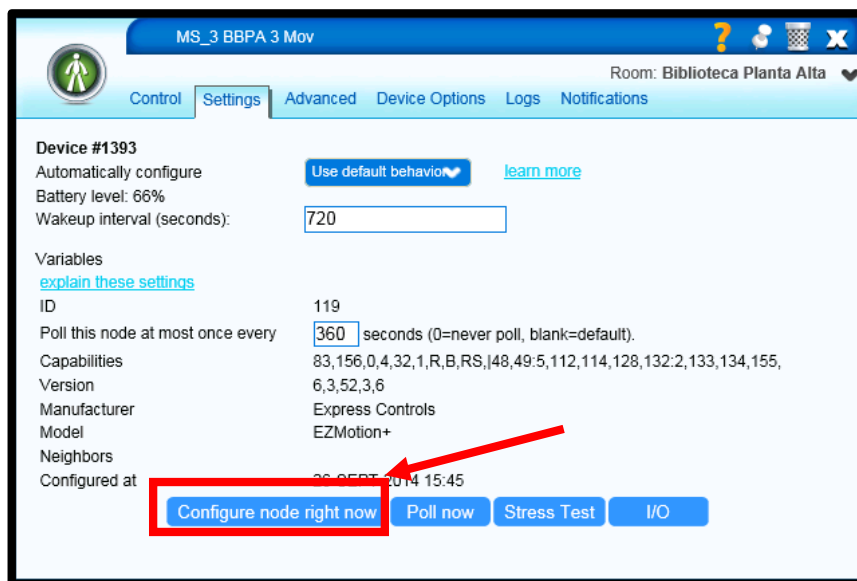 MS_3 BBPA 3 Mov
Room: Biblioteca Planta Alta
Control Settings Advanced Device Options Logs Notifications
Device #1393
Automatically configure Use default behavior learn more
Battery level: 66%
Wakeup interval (seconds): 720
Variables
explain these settings
ID 119
Poll this node at most once every 360 seconds (0=never poll, blank=default).
Capabilities 83,156,0,4,32,1,R,B,RS,|48,49:5,112,114,128,132:2,133,134,155,
Version 6,3,52,3,6
Manufacturer Express Controls
Model EZMotion+
Neighbors
Configured at 26-SEPT-2014 15:45
Configure node right now Poll now Stress Test I/O